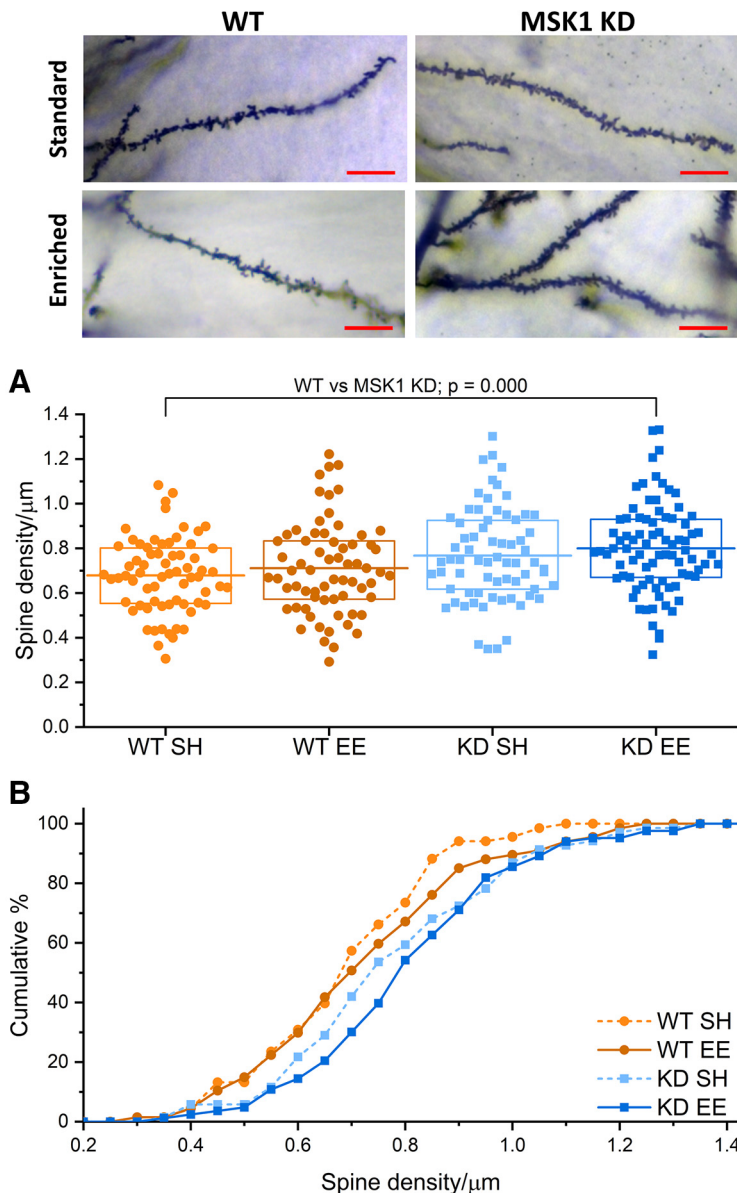 WT MSK1 KD
Standard
Enriched
A
WT vs MSK1 KD; p = 0.000
Spine density/μm
1.4
1.2
1.0
0.8
0.6
0.4
0.2
0.0
WT SH WT EE KD SH KD EE
B
Cumulative %
100
80
60
40
20
0
WT SH
WT EE
KD SH
KD EE
0.2 0.4 0.6 0.8 1.0 1.2 1.4
Spine density/μm